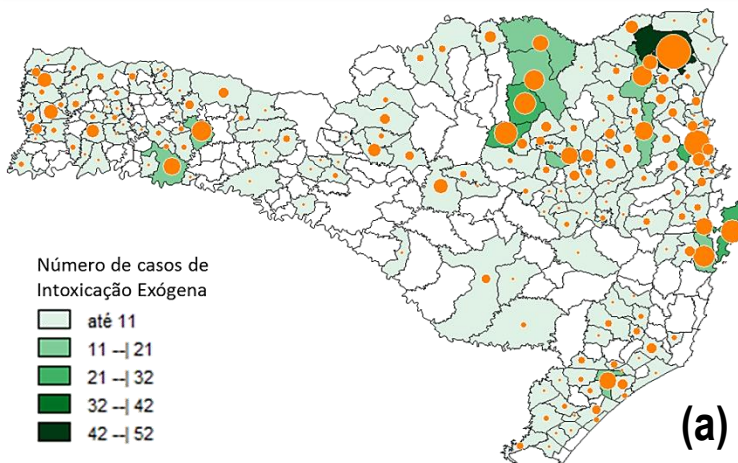 Número de casos de
Intoxicação Exógena
até 11
11 --| 21
21 --| 32
32 --| 42
42 --| 52
(a)